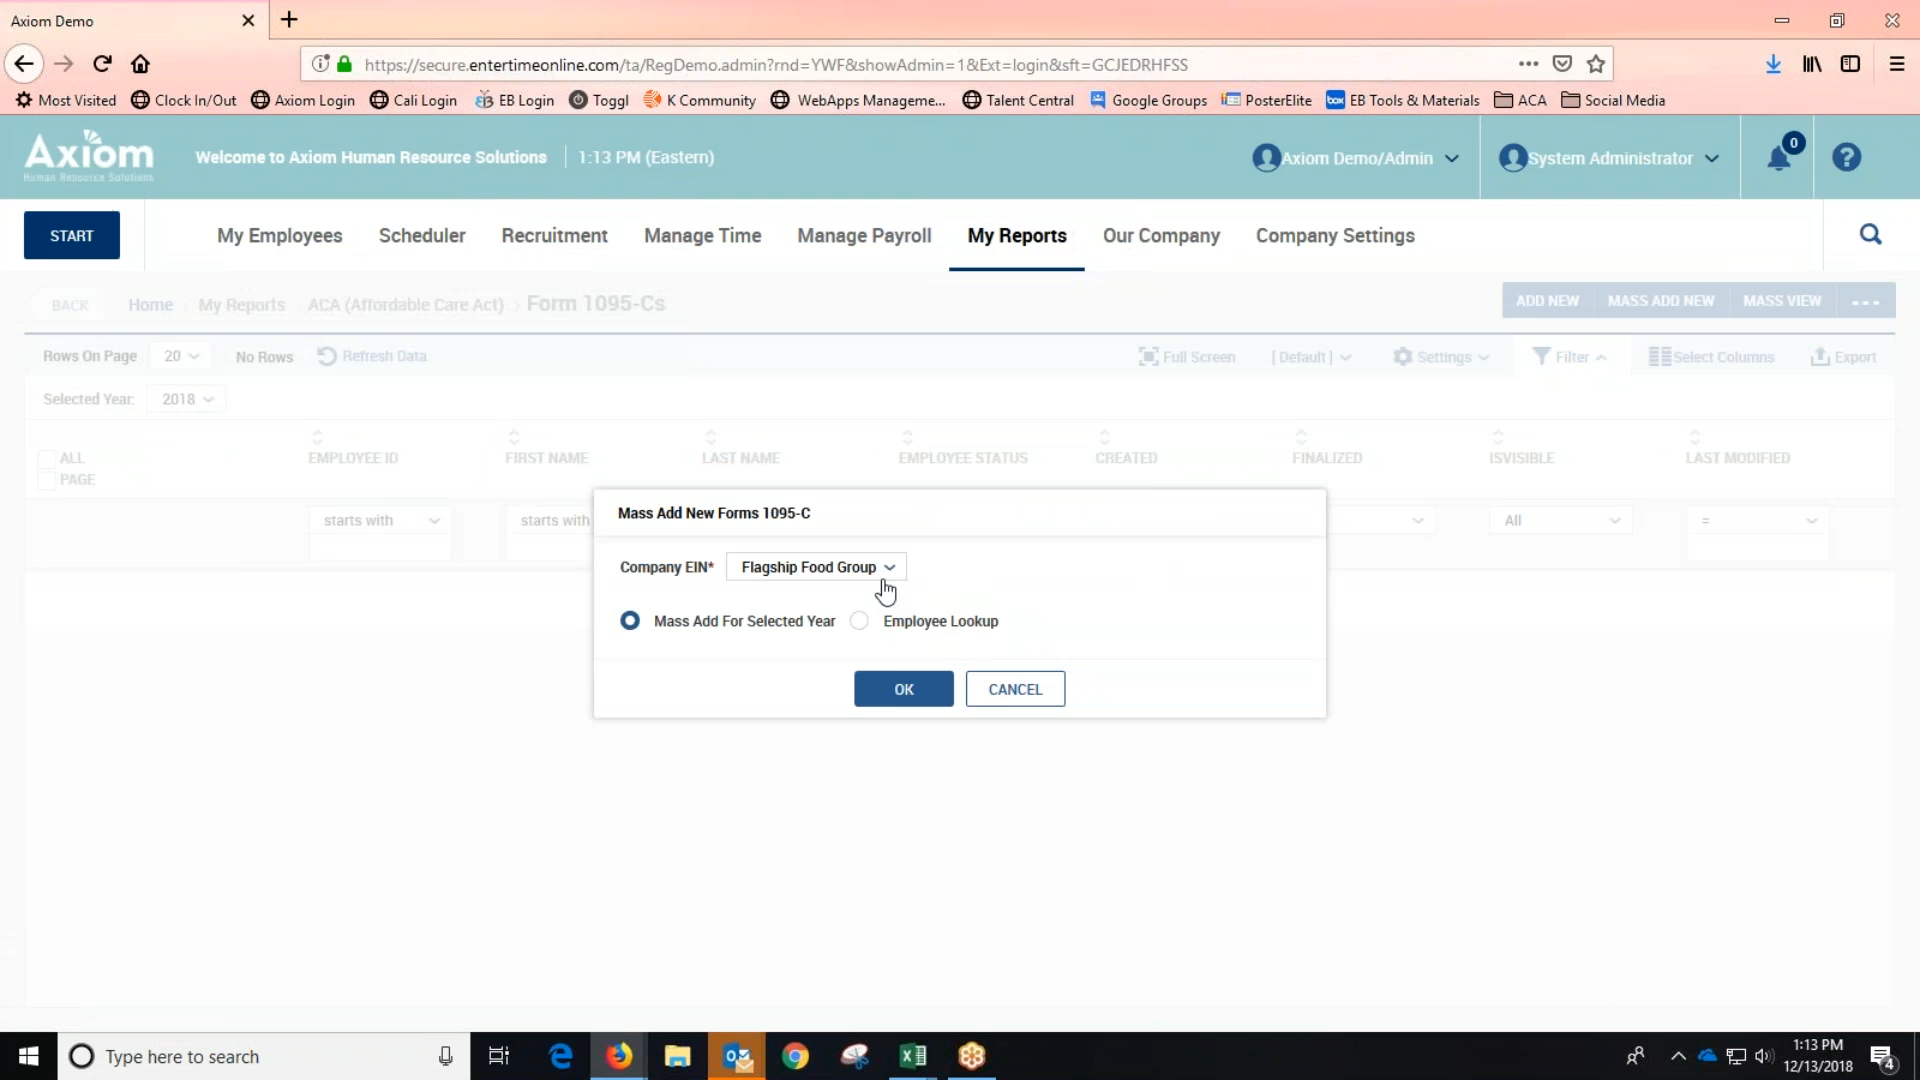 Axiom Demo
https://secure.entertimeonline.com/ta/RegDemo.admin?rnd=YWF&showAdmin=1&Ext=login&sft=GCJEDRHFSS
Most Visited Clock In/Out Axiom Login Cali Login EB Login Toggl K Community WebApps Manageme... Talent Central Google Groups PosterElite box EB Tools & Materials ACA Social Media
Axiom
Human Resource Solutions
Welcome to Axiom Human Resource Solutions 1:13 PM (Eastern) Axiom Demo/Admin System Administrator 0 ?
START My Employees Scheduler Recruitment Manage Time Manage Payroll My Reports Our Company Company Settings
BACK Home My Reports ACA (Affordable Care Act) Form 1095-Cs ADD NEW MASS ADD NEW MASS VIEW
Rows On Page 20 No Rows Refresh Data Full Screen [ Default ] Settings Filter Select Columns Export
Selected Year: 2018
ALL
PAGE
EMPLOYEE ID FIRST NAME LAST NAME EMPLOYEE STATUS CREATED FINALIZED ISVISIBLE LAST MODIFIED
starts with starts with All =
Mass Add New Forms 1095-C
Company EIN* Flagship Food Group
Mass Add For Selected Year Employee Lookup
OK CANCEL
Type here to search
1:13 PM
12/13/2018
4